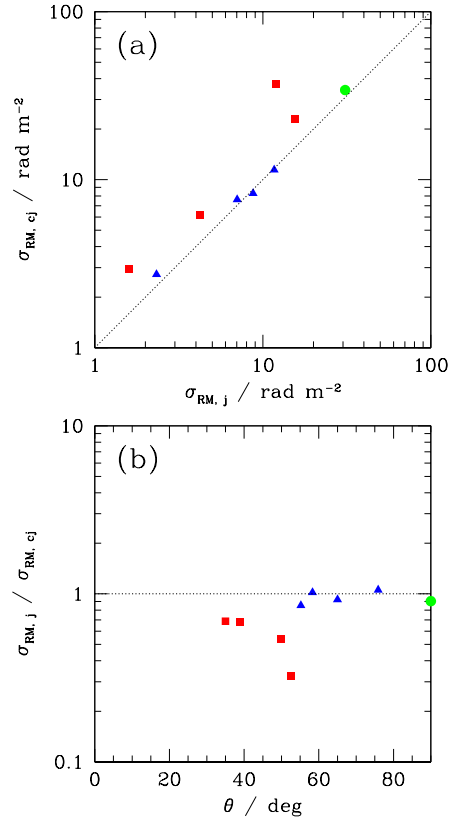 100
(a)
10
1
σRM, cj / rad m−2
1 10 100
σRM, j / rad m−2
10
(b)
1
0.1
σRM, j / σRM, cj
0 20 40 60 80
θ / deg